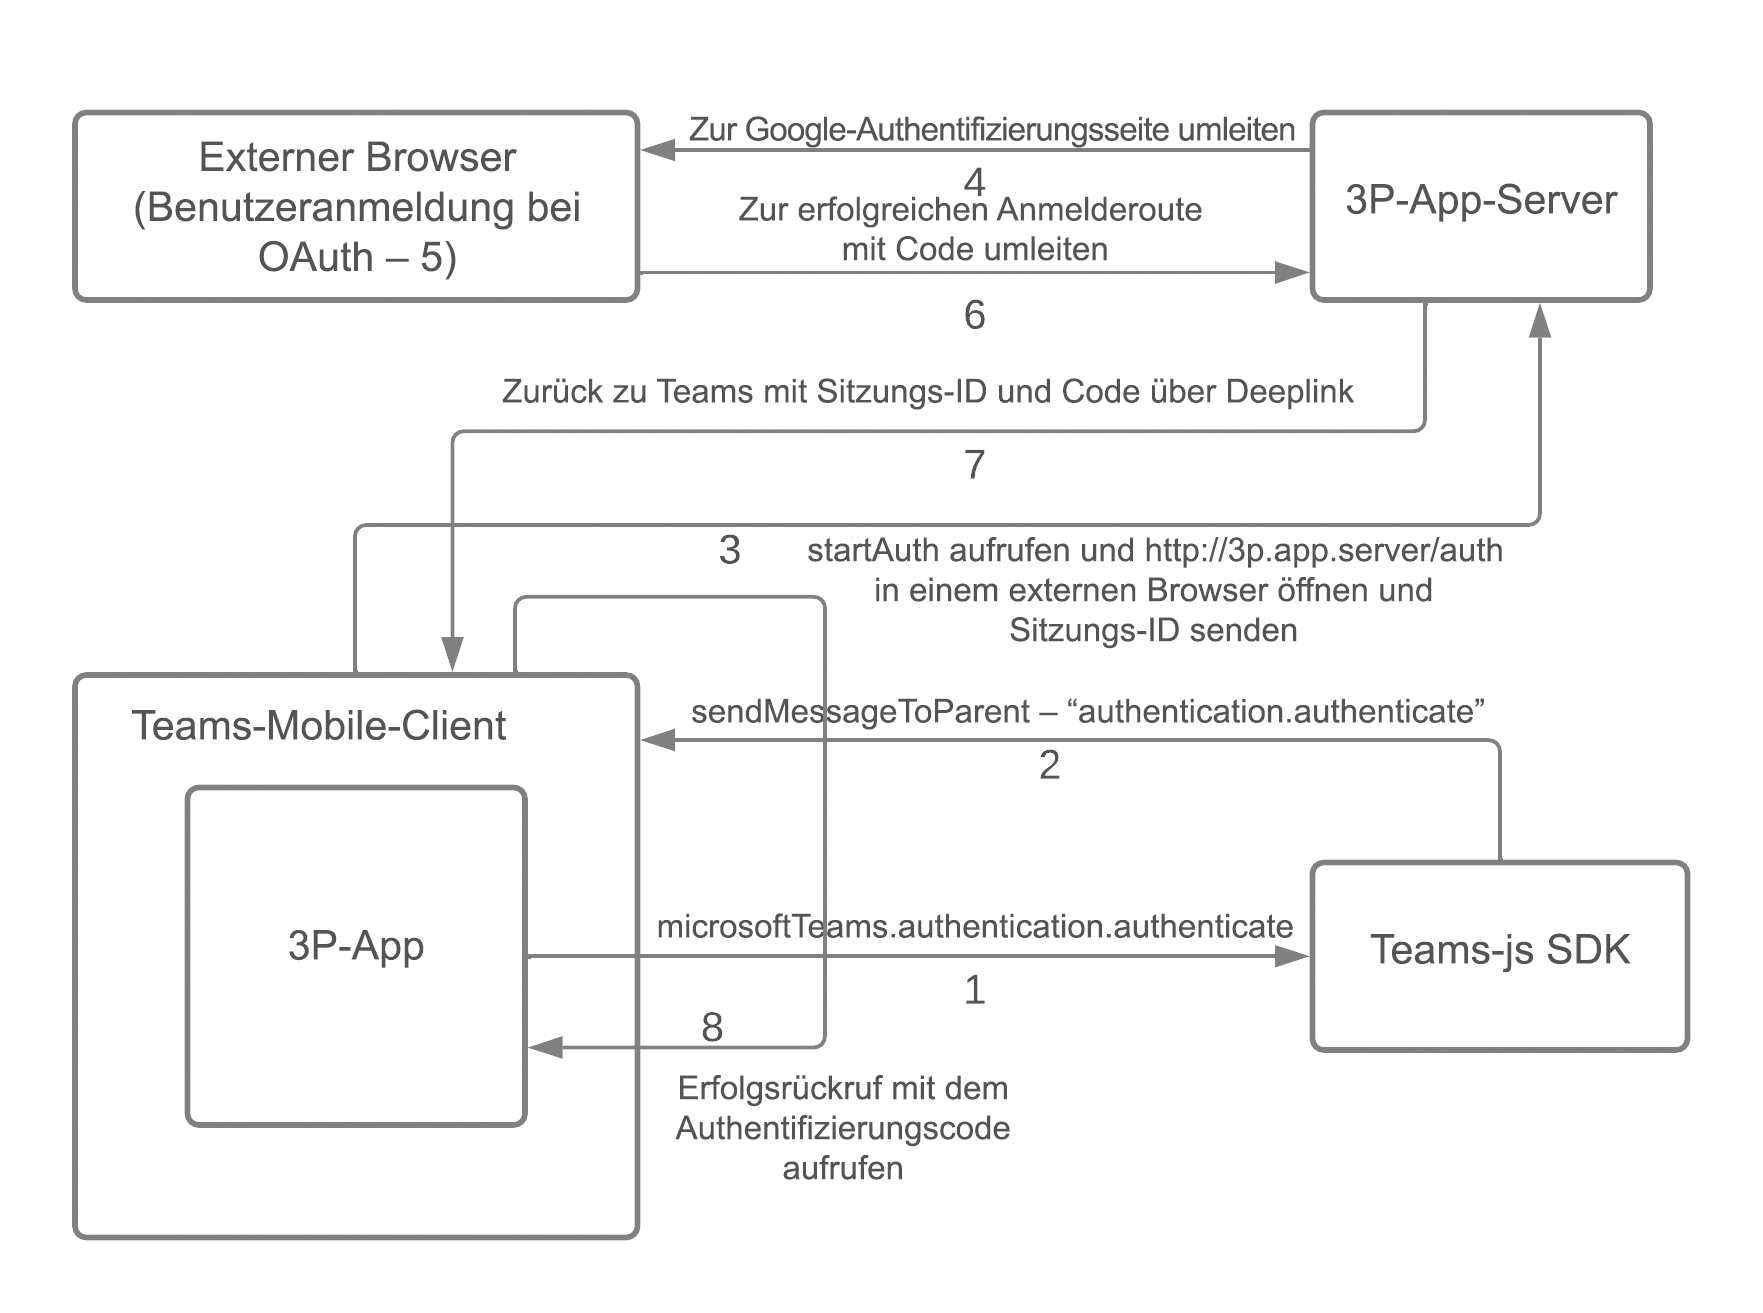 Externer Browser
(Benutzeranmeldung bei
OAuth – 5)
Zur Google-Authentifizierungsseite umleiten
4
Zur erfolgreichen Anmelderoute
mit Code umleiten
6
3P-App-Server
Zurück zu Teams mit Sitzungs-ID und Code über Deeplink
7
3
startAuth aufrufen und http://3p.app.server/auth
in einem externen Browser öffnen und
Sitzungs-ID senden
Teams-Mobile-Client
sendMessageToParent – “authentication.authenticate”
2
3P-App
microsoftTeams.authentication.authenticate
1
Teams-js SDK
8
Erfolgsrückruf mit dem
Authentifizierungscode
aufrufen